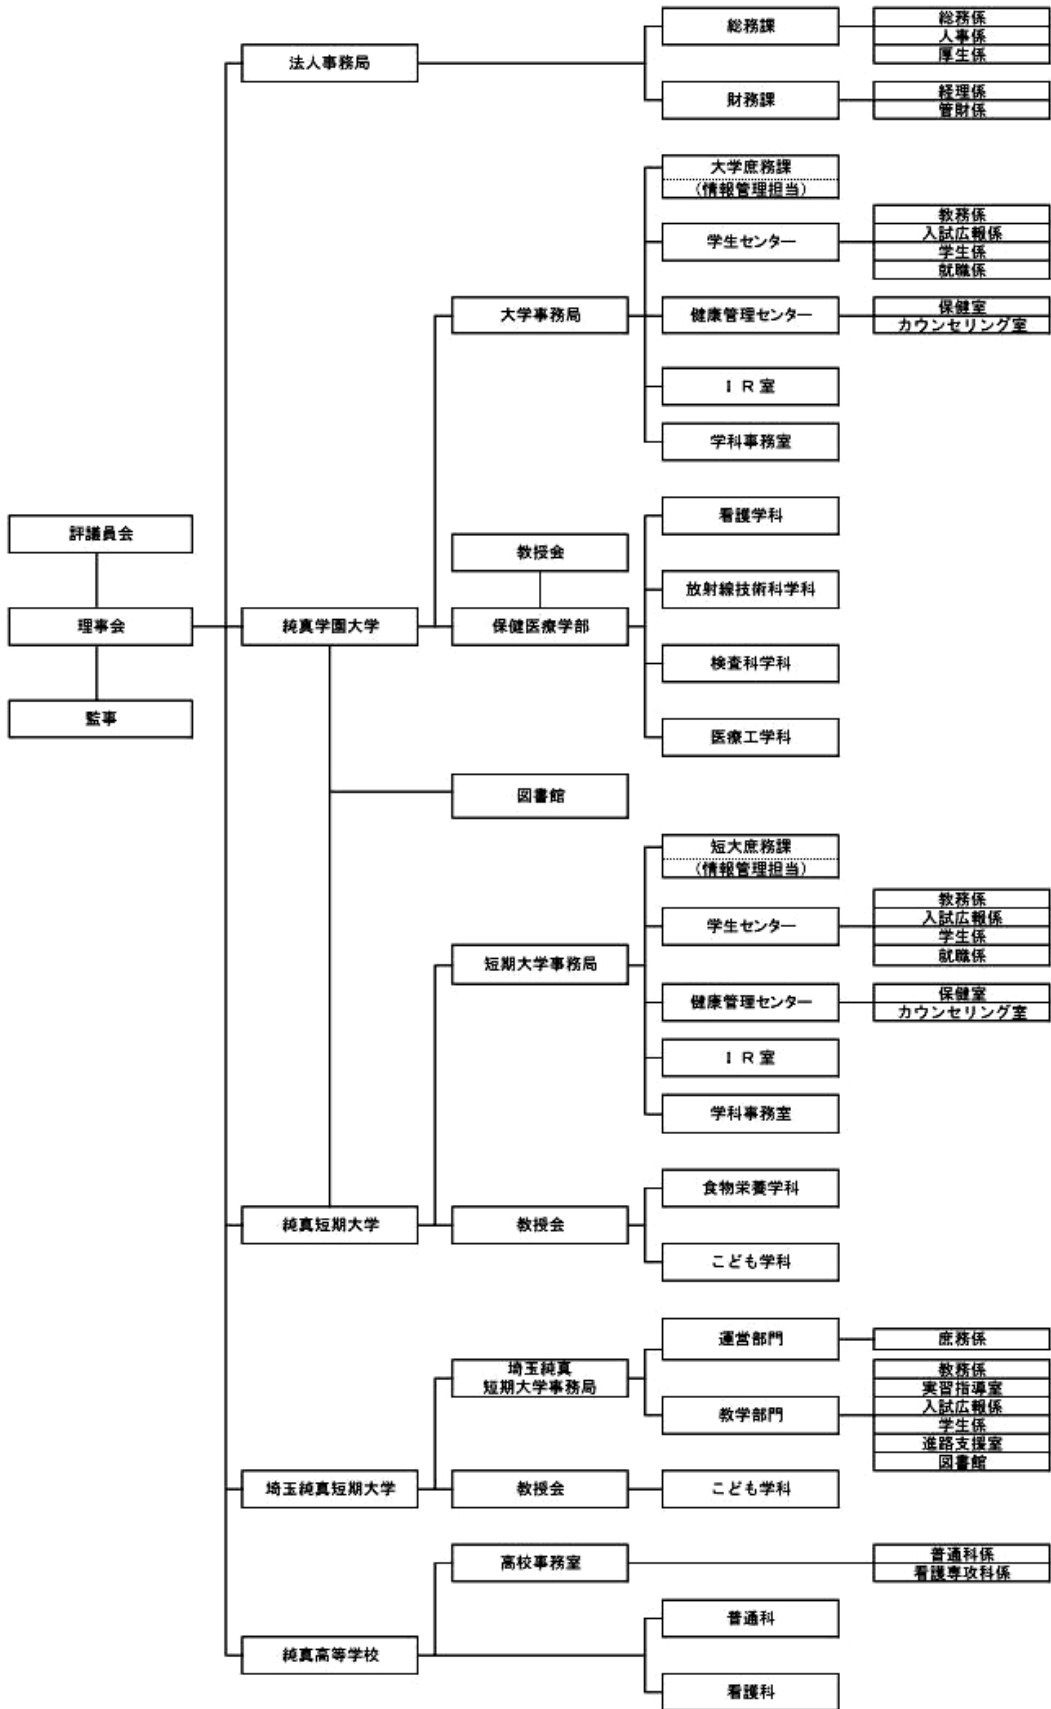 総務課
総務係
人事係
厚生係
法人事務局
財務課
経理係
管財係
大学庶務課
(情報管理担当)
学生センター
教務係
入試広報係
学生係
就職係
大学事務局
健康管理センター
保健室
カウンセリング室
I R 室
学科事務室
看護学科
評議員会
教授会
放射線技術科学科
理事会
純真学園大学
保健医療学部
検査科学科
監事
医療工学科
図書館
短大庶務課
(情報管理担当)
学生センター
教務係
入試広報係
学生係
就職係
短期大学事務局
健康管理センター
保健室
カウンセリング室
I R 室
学科事務室
食物栄養学科
純真短期大学
教授会
こども学科
運営部門
庶務係
埼玉純真
短期大学事務局
教学部門
教務係
実習指導室
入試広報係
学生係
進路支援室
図書館
埼玉純真短期大学
教授会
こども学科
高校事務室
普通科係
看護専攻科係
普通科
純真高等学校
看護科